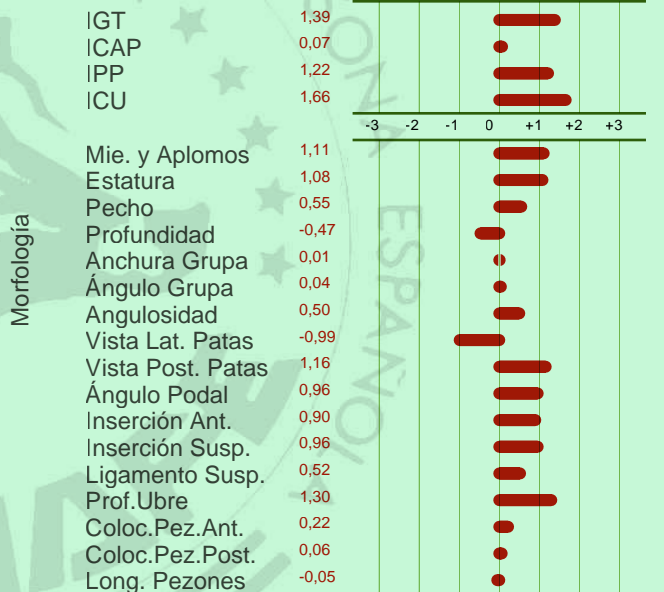 IGT 1,39
ICAP 0,07
IPP 1,22
ICU 1,66
-3 -2 -1 0 +1 +2 +3
Morfología
Mie. y Aplomos 1,11
Estatura 1,08
Pecho 0,55
Profundidad -0,47
Anchura Grupa 0,01
Ángulo Grupa 0,04
Angulosidad 0,50
Vista Lat. Patas -0,99
Vista Post. Patas 1,16
Ángulo Podal 0,96
Inserción Ant. 0,90
Inserción Susp. 0,96
Ligamento Susp. 0,52
Prof.Ubre 1,30
Coloc.Pez.Ant. 0,22
Coloc.Pez.Post. 0,06
Long. Pezones -0,05
ESPAÑOLA